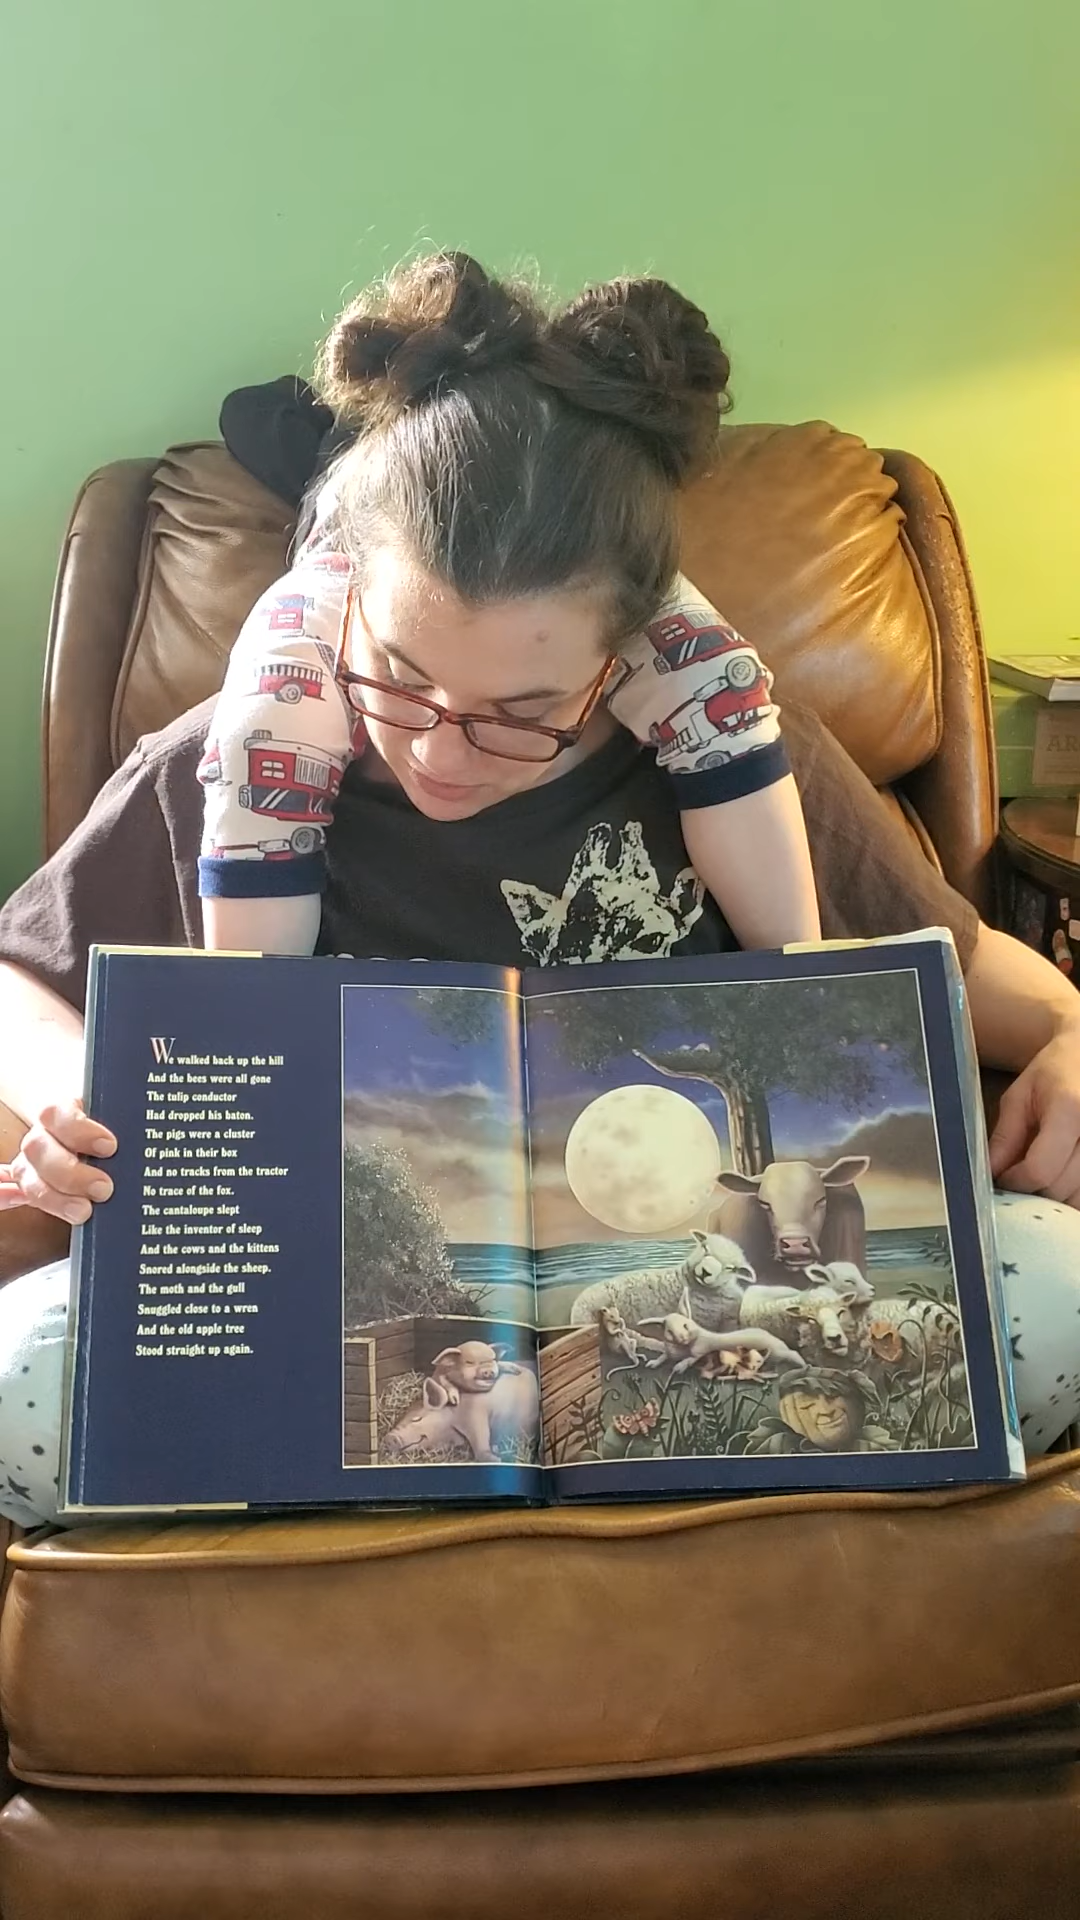 AR
We walked back up the hill
And the bees were all gone
The tulip conductor
Had dropped his baton.
The pigs were a cluster
Of pink in their box
And no tracks from the tractor
No trace of the fox.
The cantaloupe slept
Like the inventor of sleep
And the cows and the kittens
Snored alongside the sheep.
The moth and the gull
Snuggled close to a wren
And the old apple tree
Stood straight up again.